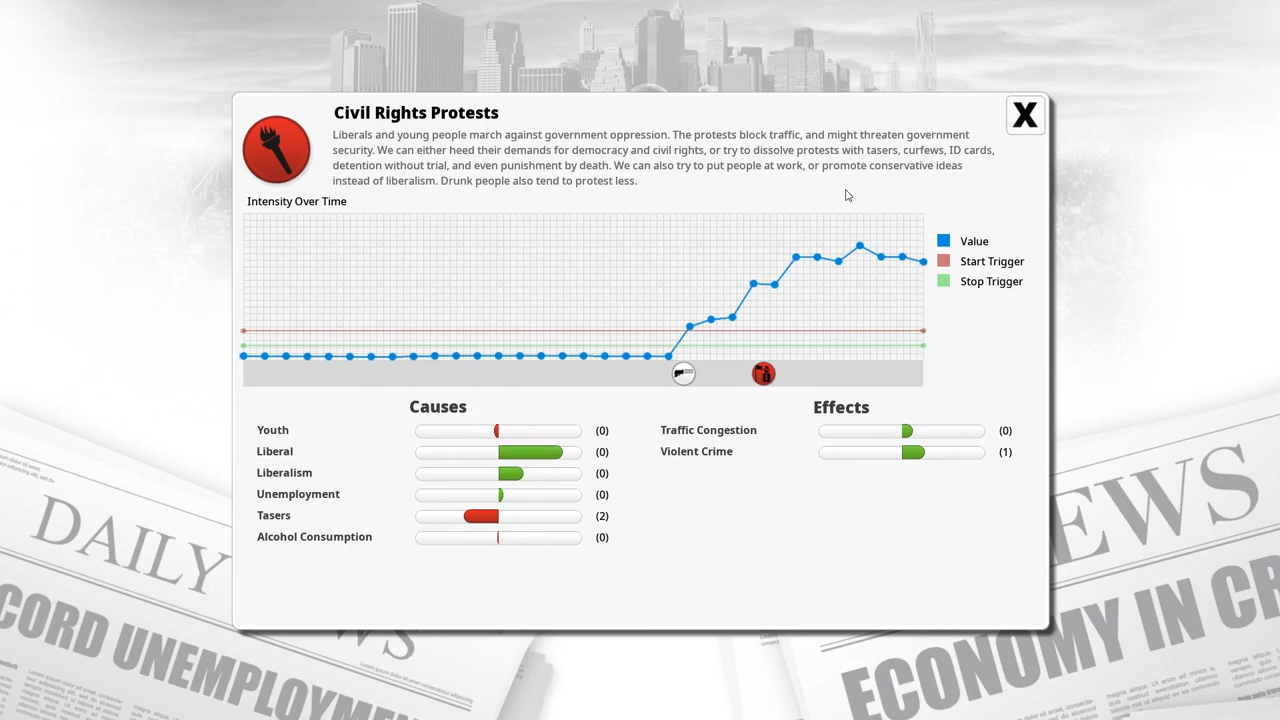 Civil Rights Protests
Liberals and young people march against government oppression. The protests block traffic, and might threaten government
security. We can either heed their demands for democracy and civil rights, or try to dissolve protests with tasers, curfews, ID cards,
detention without trial, and even punishment by death. We can also try to put people at work, or promote conservative ideas
instead of liberalism. Drunk people also tend to protest less.
X
Intensity Over Time
Value
Start Trigger
Stop Trigger
Causes
Youth (0)
Liberal (0)
Liberalism (0)
Unemployment (0)
Tasers (2)
Alcohol Consumption (0)
Effects
Traffic Congestion (0)
Violent Crime (1)
DAILY
WS
CORD UNEMPLOYME
EWS
ECONOMY IN CR